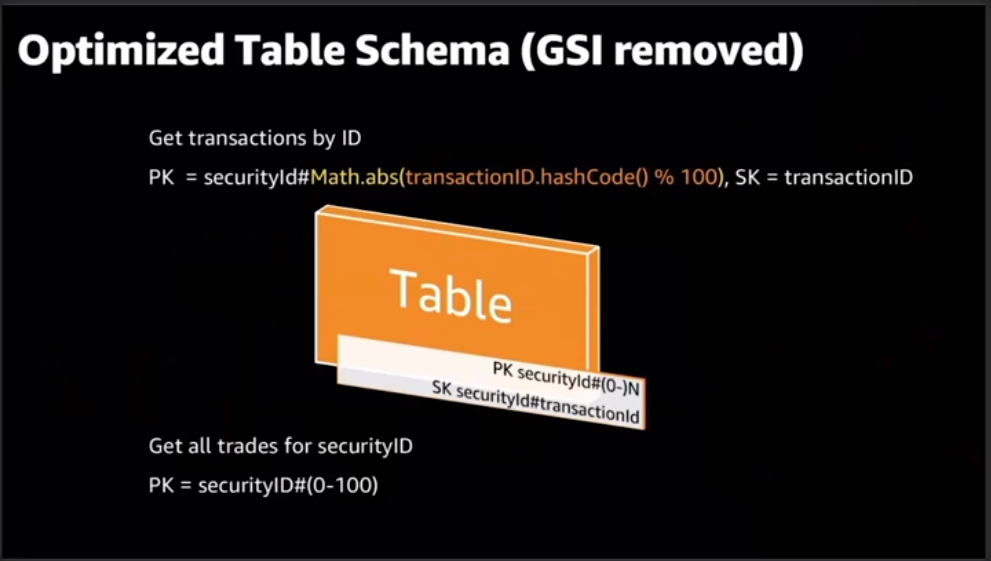 Optimized Table Schema (GSI removed)
Get transactions by ID
PK = securityId#Math.abs(transactionID.hashCode() % 100), SK = transactionID
Table
PK securityId#(0-)N
SK securityId#transactionId
Get all trades for securityID
PK = securityID#(0-100)